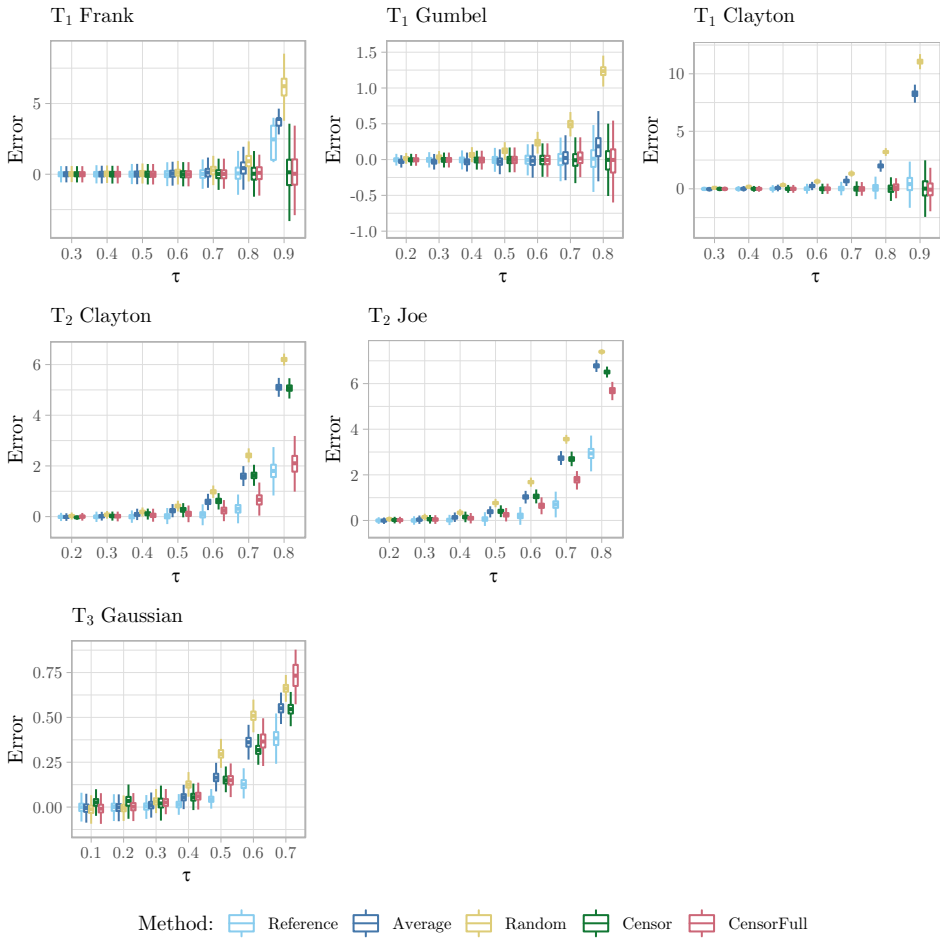 T₁ Frank
T₁ Gumbel
T₁ Clayton
Error
5
0
0.3 0.4 0.5 0.6 0.7 0.8 0.9
τ
Error
1.5
1.0
0.5
0.0
-0.5
-1.0
0.2 0.3 0.4 0.5 0.6 0.7 0.8
τ
Error
10
5
0
0.3 0.4 0.5 0.6 0.7 0.8 0.9
τ
T₂ Clayton
T₂ Joe
Error
6
4
2
0
0.2 0.3 0.4 0.5 0.6 0.7 0.8
τ
Error
6
4
2
0
0.2 0.3 0.4 0.5 0.6 0.7 0.8
τ
T₃ Gaussian
Error
0.75
0.50
0.25
0.00
0.1 0.2 0.3 0.4 0.5 0.6 0.7
τ
Method: Reference Average Random Censor CensorFull